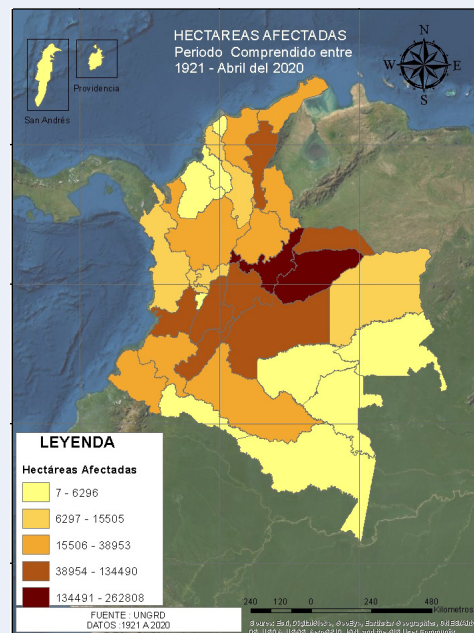 HECTAREAS AFECTADAS
Periodo Comprendido entre
1921 - Abril del 2020
N
W
E
S
San Andrés
Providencia
LEYENDA
Hectáreas Afectadas
7 - 6296
6297 - 15505
15506 - 38953
38954 - 134490
134491 - 262808
FUENTE : UNGRD
DATOS :1921 A 2020
240 120 0 240 480
Kilometros